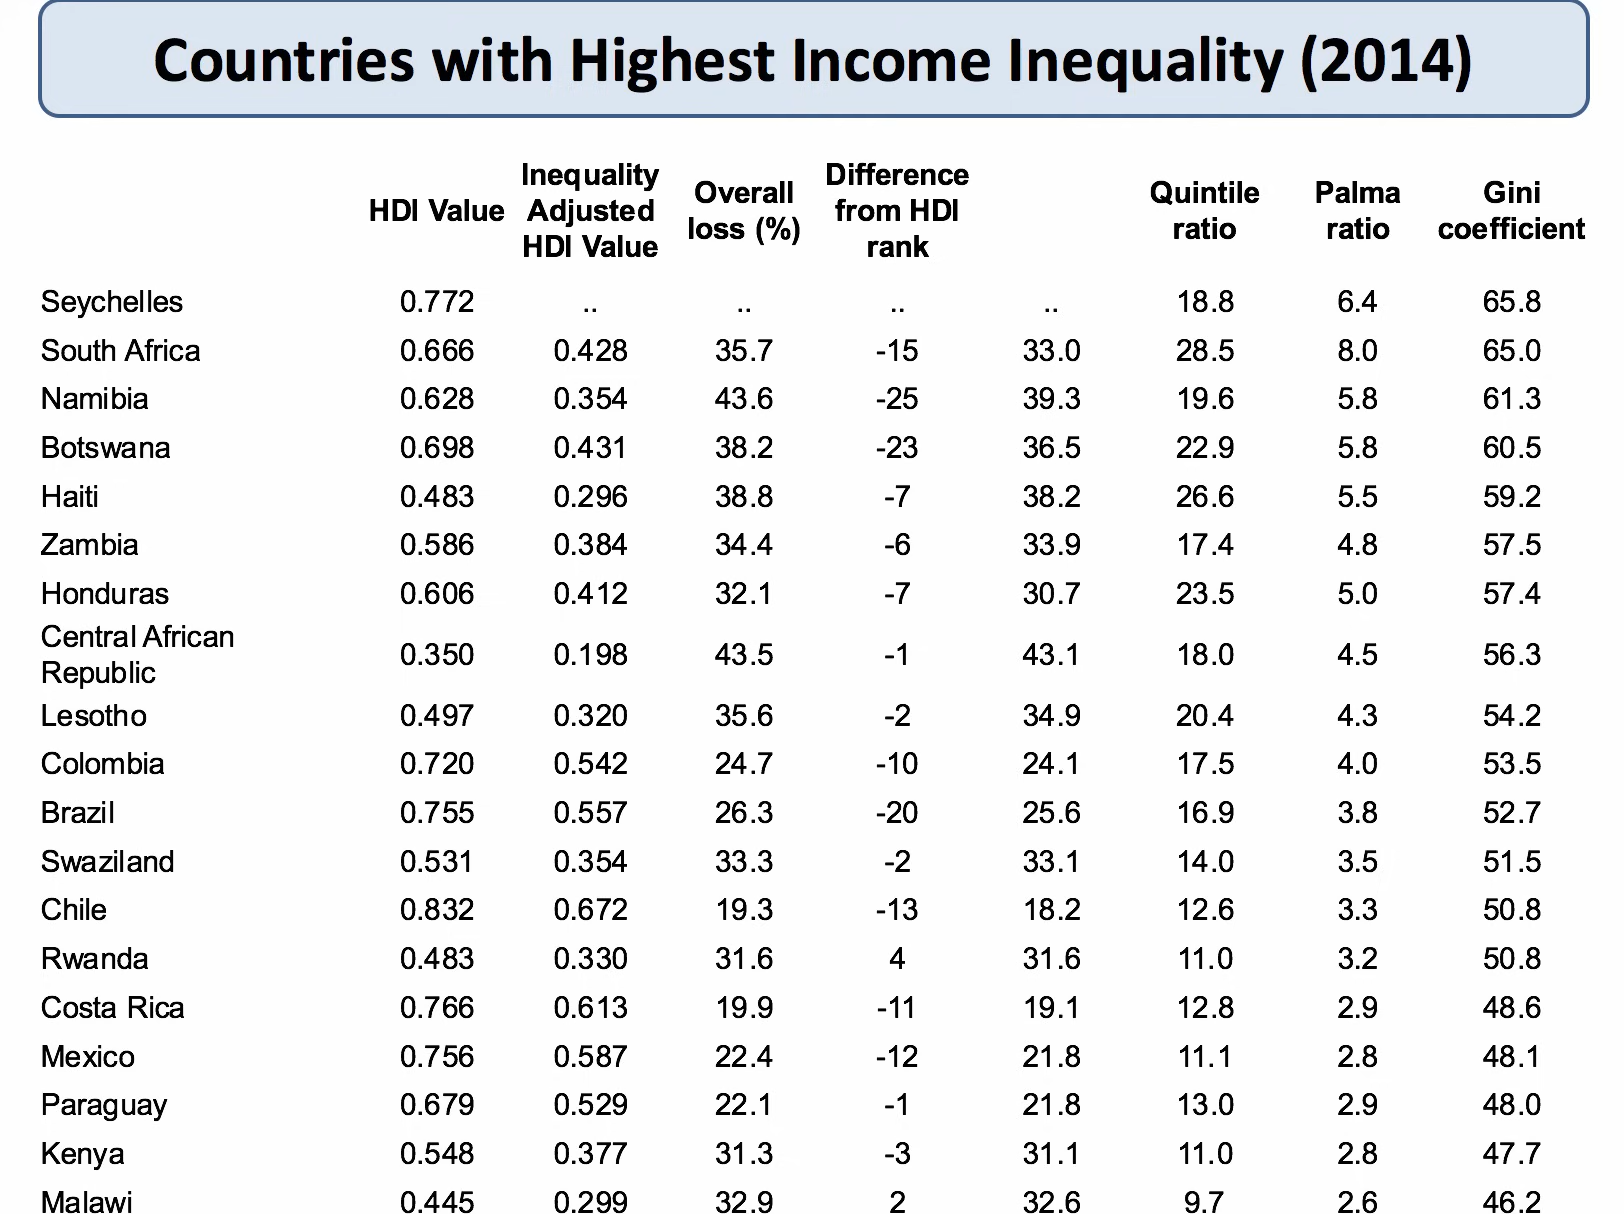 Countries with Highest Income Inequality (2014)
HDI Value Inequality Adjusted HDI Value Overall loss (%) Difference from HDI rank Quintile ratio Palma ratio Gini coefficient
Seychelles 0.772 .. .. .. .. 18.8 6.4 65.8
South Africa 0.666 0.428 35.7 -15 33.0 28.5 8.0 65.0
Namibia 0.628 0.354 43.6 -25 39.3 19.6 5.8 61.3
Botswana 0.698 0.431 38.2 -23 36.5 22.9 5.8 60.5
Haiti 0.483 0.296 38.8 -7 38.2 26.6 5.5 59.2
Zambia 0.586 0.384 34.4 -6 33.9 17.4 4.8 57.5
Honduras 0.606 0.412 32.1 -7 30.7 23.5 5.0 57.4
Central African Republic 0.350 0.198 43.5 -1 43.1 18.0 4.5 56.3
Lesotho 0.497 0.320 35.6 -2 34.9 20.4 4.3 54.2
Colombia 0.720 0.542 24.7 -10 24.1 17.5 4.0 53.5
Brazil 0.755 0.557 26.3 -20 25.6 16.9 3.8 52.7
Swaziland 0.531 0.354 33.3 -2 33.1 14.0 3.5 51.5
Chile 0.832 0.672 19.3 -13 18.2 12.6 3.3 50.8
Rwanda 0.483 0.330 31.6 4 31.6 11.0 3.2 50.8
Costa Rica 0.766 0.613 19.9 -11 19.1 12.8 2.9 48.6
Mexico 0.756 0.587 22.4 -12 21.8 11.1 2.8 48.1
Paraguay 0.679 0.529 22.1 -1 21.8 13.0 2.9 48.0
Kenya 0.548 0.377 31.3 -3 31.1 11.0 2.8 47.7
Malawi 0.445 0.299 32.9 2 32.6 9.7 2.6 46.2